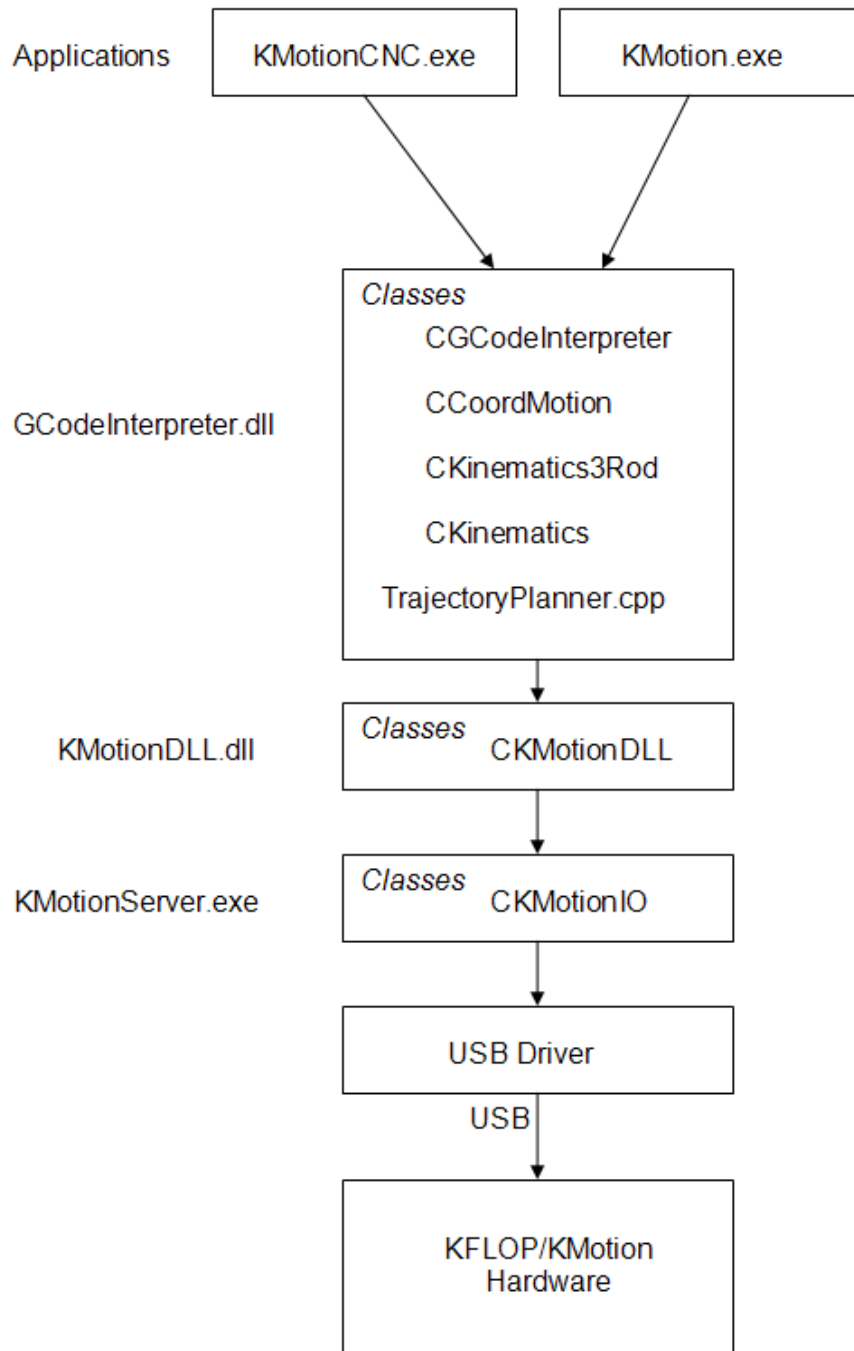 Applications
KMotionCNC.exe
KMotion.exe
Classes
CGCodeInterpreter
CCoordMotion
GCodeInterpreter.dll
CKinematics3Rod
CKinematics
TrajectoryPlanner.cpp
Classes
KMotionDLL.dll
CKMotionDLL
Classes
KMotionServer.exe
CKMotionIO
USB Driver
USB
KFLOP/KMotion
Hardware